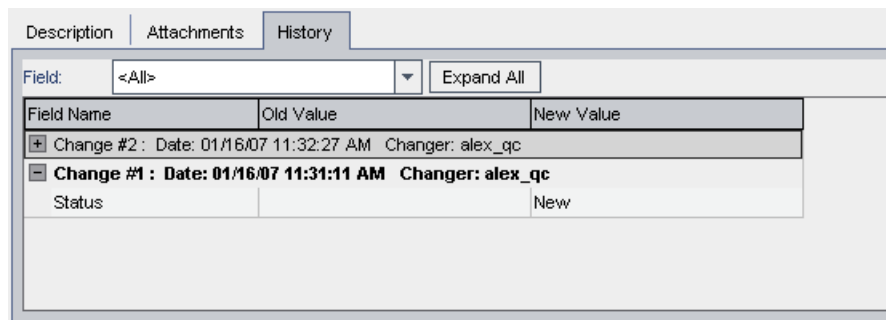 Description Attachments History
Field: <All> Expand All
Field Name Old Value New Value
Change #2 : Date: 01/16/07 11:32:27 AM Changer: alex_qc
Change #1 : Date: 01/16/07 11:31:11 AM Changer: alex_qc
Status New